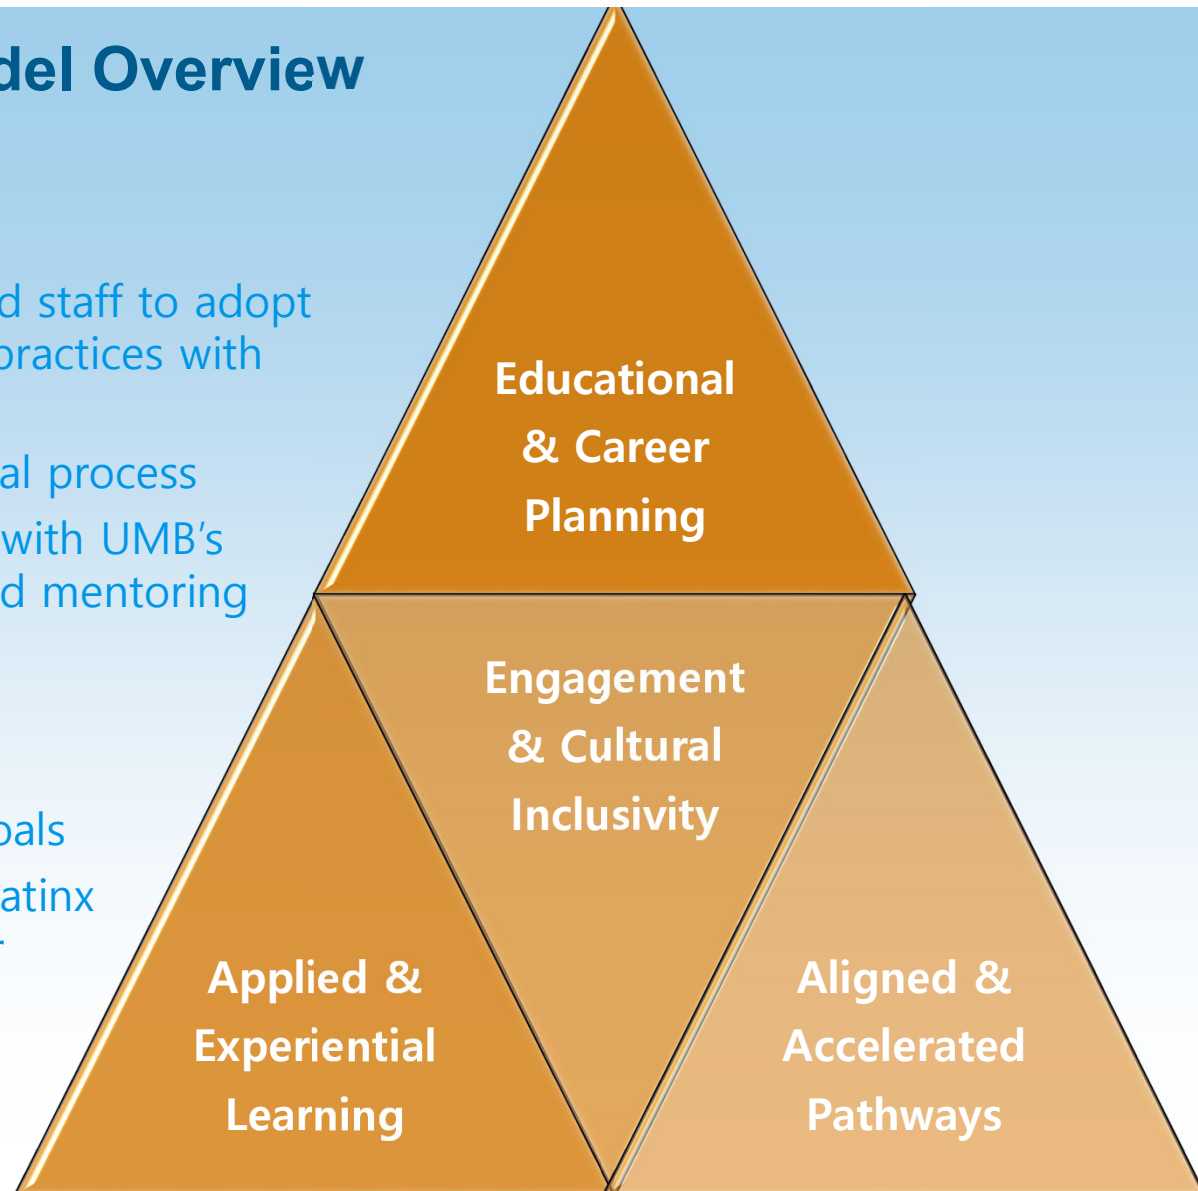 del Overview
d staff to adopt
practices with
al process
with UMB's
d mentoring
oals
atinx
Educational
& Career
Planning
Engagement
& Cultural
Inclusivity
Applied &
Experiential
Learning
Aligned &
Accelerated
Pathways